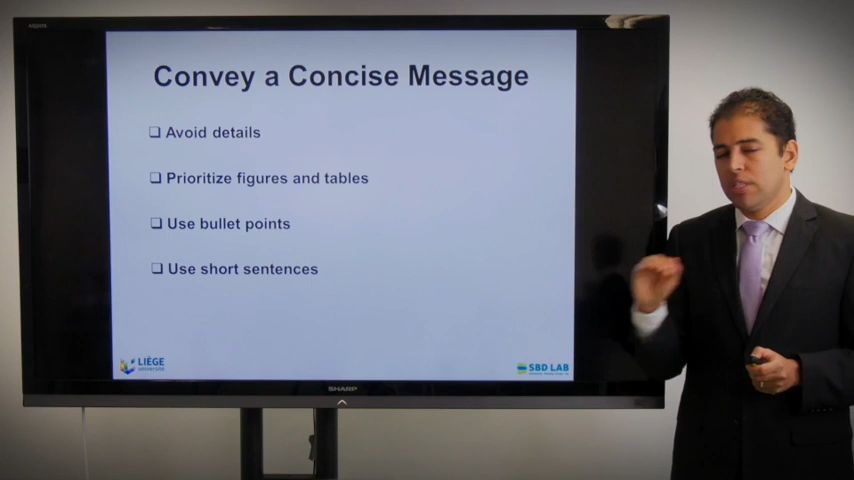 Convey a Concise Message
Avoid details
Prioritize figures and tables
Use bullet points
Use short sentences
LIÈGE
université
SBD LAB
SHARP